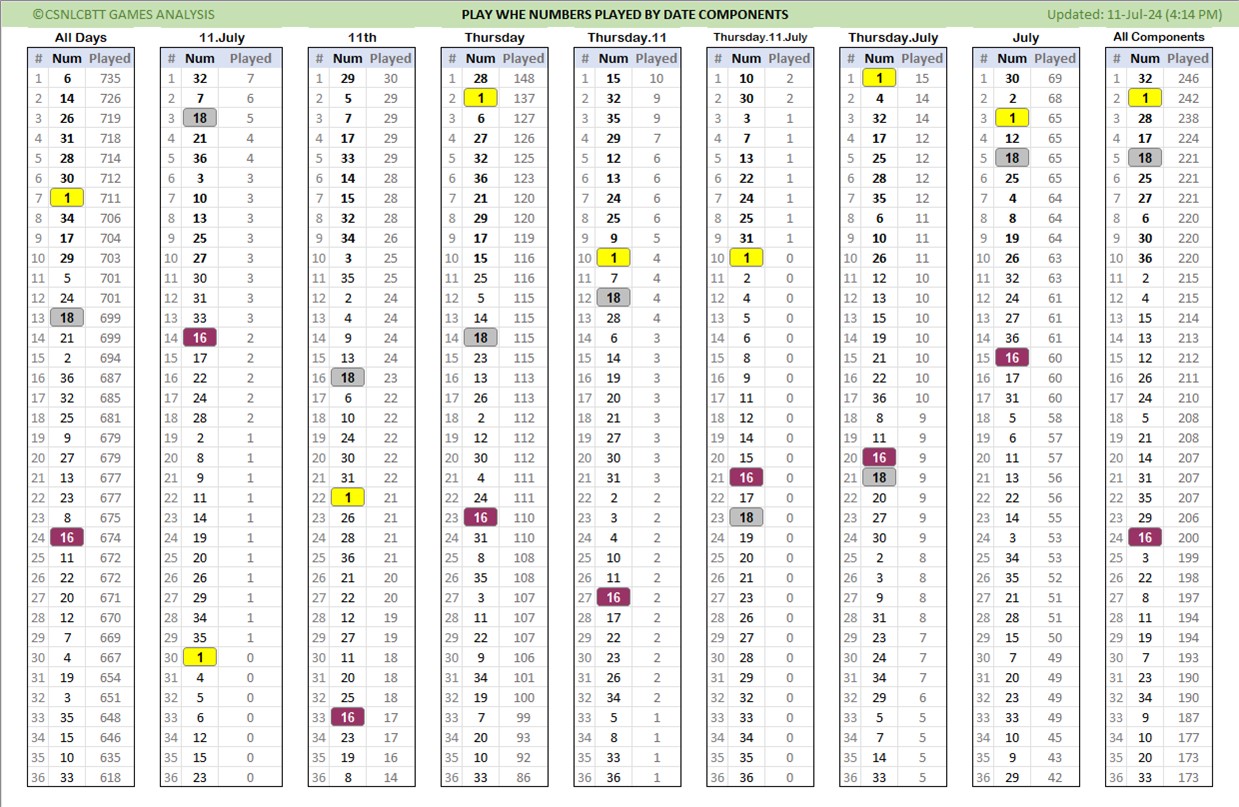 ©CSNLCBTT GAMES ANALYSIS PLAY WHE NUMBERS PLAYED BY DATE COMPONENTS Updated: 11-Jul-24 (4:14 PM)
All Days 11.July 11th Thursday Thursday.11 Thursday.11.July Thursday.July July All Components
# Num Played # Num Played # Num Played # Num Played # Num Played # Num Played # Num Played # Num Played # Num Played
1 6 735 1 32 7 1 29 30 1 28 148 1 15 10 1 10 2 1 1 15 1 30 69 1 32 246
2 14 726 2 7 6 2 5 29 2 1 137 2 32 9 2 30 2 2 4 14 2 2 68 2 1 242
3 26 719 3 18 5 3 7 29 3 6 127 3 35 9 3 3 1 3 32 14 3 1 65 3 28 238
4 31 718 4 21 4 4 17 29 4 27 126 4 29 7 4 7 1 4 17 12 4 12 65 4 17 224
5 28 714 5 36 4 5 33 29 5 32 125 5 12 6 5 13 1 5 25 12 5 18 65 5 18 221
6 30 712 6 3 3 6 14 28 6 36 123 6 13 6 6 22 1 6 28 12 6 25 65 6 25 221
7 1 711 7 10 3 7 15 28 7 21 120 7 24 6 7 24 1 7 35 12 7 4 64 7 27 221
8 34 706 8 13 3 8 32 28 8 29 120 8 25 6 8 25 1 8 6 11 8 8 64 8 6 220
9 17 704 9 25 3 9 34 26 9 17 119 9 9 5 9 31 1 9 10 11 9 19 64 9 30 220
10 29 703 10 27 3 10 3 25 10 15 116 10 1 4 10 1 0 10 26 11 10 26 63 10 36 220
11 5 701 11 30 3 11 35 25 11 25 116 11 7 4 11 2 0 11 12 10 11 32 63 11 2 215
12 24 701 12 31 3 12 2 24 12 5 115 12 18 4 12 4 0 12 13 10 12 24 61 12 4 215
13 18 699 13 33 3 13 4 24 13 14 115 13 28 4 13 5 0 13 15 10 13 27 61 13 15 214
14 21 699 14 16 2 14 9 24 14 18 115 14 6 3 14 6 0 14 19 10 14 36 61 14 13 213
15 2 694 15 17 2 15 13 24 15 23 115 15 14 3 15 8 0 15 21 10 15 16 60 15 12 212
16 36 687 16 22 2 16 18 23 16 13 113 16 19 3 16 9 0 16 22 10 16 17 60 16 26 211
17 32 685 17 24 2 17 6 22 17 26 113 17 20 3 17 11 0 17 36 10 17 31 60 17 24 210
18 25 681 18 28 2 18 10 22 18 2 112 18 21 3 18 12 0 18 8 9 18 5 58 18 5 208
19 9 679 19 2 1 19 24 22 19 12 112 19 27 3 19 14 0 19 11 9 19 6 57 19 21 208
20 27 679 20 8 1 20 30 22 20 30 112 20 30 3 20 15 0 20 16 9 20 11 57 20 14 207
21 13 677 21 9 1 21 31 22 21 4 111 21 31 3 21 16 0 21 18 9 21 13 56 21 31 207
22 23 677 22 11 1 22 1 21 22 24 111 22 2 2 22 17 0 22 20 9 22 22 56 22 35 207
23 8 675 23 14 1 23 26 21 23 16 110 23 3 2 23 18 0 23 27 9 23 14 55 23 29 206
24 16 674 24 19 1 24 28 21 24 31 110 24 4 2 24 19 0 24 30 9 24 3 53 24 16 200
25 11 672 25 20 1 25 36 21 25 8 108 25 10 2 25 20 0 25 2 8 25 34 53 25 3 199
26 22 672 26 26 1 26 21 20 26 35 108 26 11 2 26 21 0 26 3 8 26 35 52 26 22 198
27 20 671 27 29 1 27 22 20 27 3 107 27 16 2 27 23 0 27 9 8 27 21 51 27 8 197
28 12 670 28 34 1 28 12 19 28 11 107 28 17 2 28 26 0 28 31 8 28 28 51 28 11 194
29 7 669 29 35 1 29 27 19 29 22 107 29 22 2 29 27 0 29 23 7 29 15 50 29 19 194
30 4 667 30 1 0 30 11 18 30 9 106 30 23 2 30 28 0 30 24 7 30 7 49 30 7 193
31 19 654 31 4 0 31 20 18 31 34 101 31 26 2 31 29 0 31 34 7 31 20 49 31 23 190
32 3 651 32 5 0 32 25 18 32 19 100 32 34 2 32 32 0 32 29 6 32 23 49 32 34 190
33 35 648 33 6 0 33 16 17 33 7 99 33 5 1 33 33 0 33 5 5 33 33 49 33 9 187
34 15 646 34 12 0 34 23 17 34 20 93 34 8 1 34 34 0 34 7 5 34 10 45 34 10 177
35 10 635 35 15 0 35 19 16 35 10 92 35 33 1 35 35 0 35 14 5 35 9 43 35 20 173
36 33 618 36 23 0 36 8 14 36 33 86 36 36 1 36 36 0 36 33 5 36 29 42 36 33 173